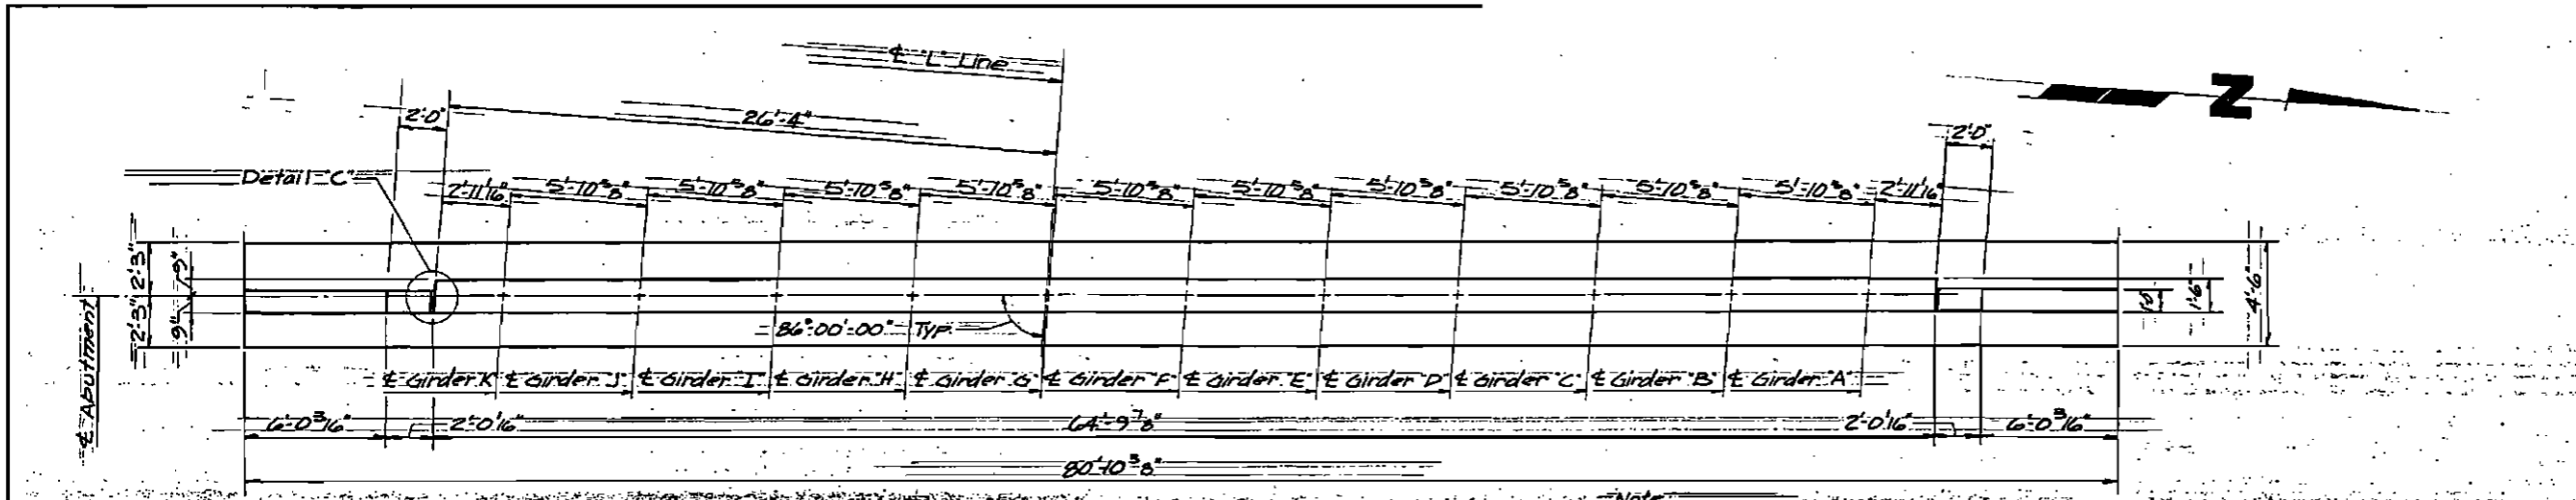 ℄ "L" Line
N
2'-0"
26'-4"
2'-0"
Detail "C"
2'-11 1/16" 5'-10 5/8" 5'-10 5/8" 5'-10 5/8" 5'-10 5/8" 5'-10 5/8" 5'-10 5/8" 5'-10 5/8" 5'-10 5/8" 5'-10 5/8" 2'-11 1/16"
2'-3" 9"
2'-3" 9"
1'-0" 1'-6" 4'-6"
℄ Abutment
86°-00'-00" Typ.
℄ Girder "K" ℄ Girder "J" ℄ Girder "I" ℄ Girder "H" ℄ Girder "G" ℄ Girder "F" ℄ Girder "E" ℄ Girder "D" ℄ Girder "C" ℄ Girder "B" ℄ Girder "A"
6'-0 3/16" 2'-0 1/16" 64'-9 7/8" 2'-0 1/16" 6'-0 3/16"
80'-10 3/8"
Note